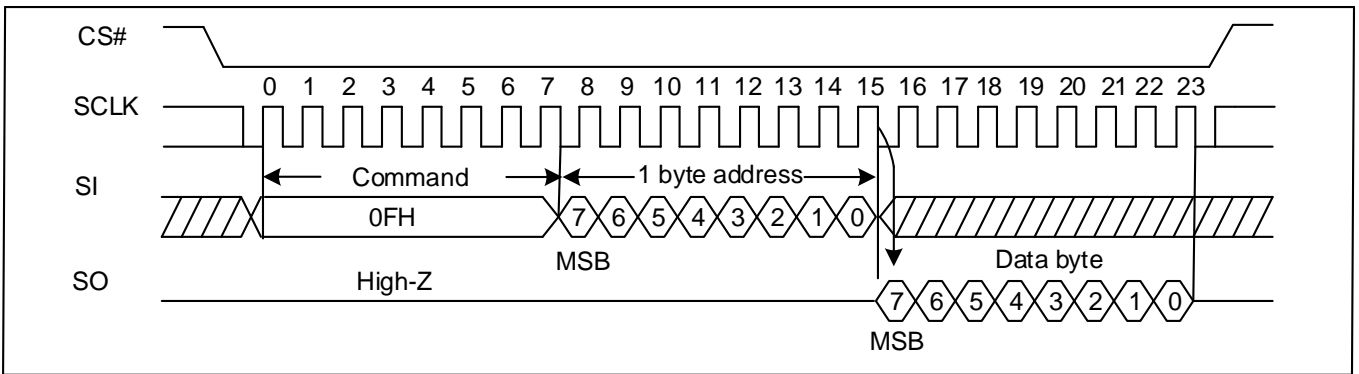 CS#
0 1 2 3 4 5 6 7 8 9 10 11 12 13 14 15 16 17 18 19 20 21 22 23
SCLK
Command 1 byte address
SI
0FH 7 6 5 4 3 2 1 0
MSB Data byte
SO High-Z
7 6 5 4 3 2 1 0
MSB